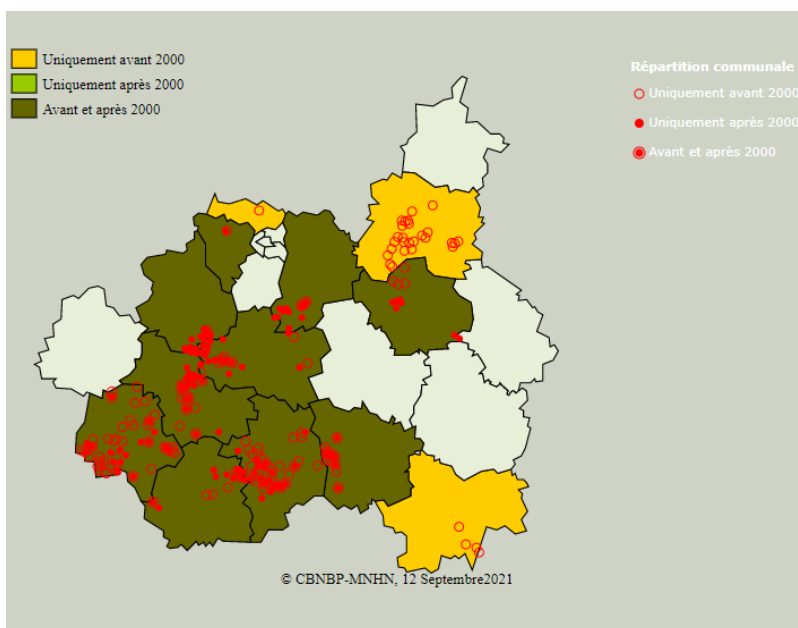 Uniquement avant 2000
Uniquement après 2000
Avant et après 2000
Répartition communale
Uniquement avant 2000
Uniquement après 2000
Avant et après 2000
© CBNBP-MNHN, 12 Septembre2021